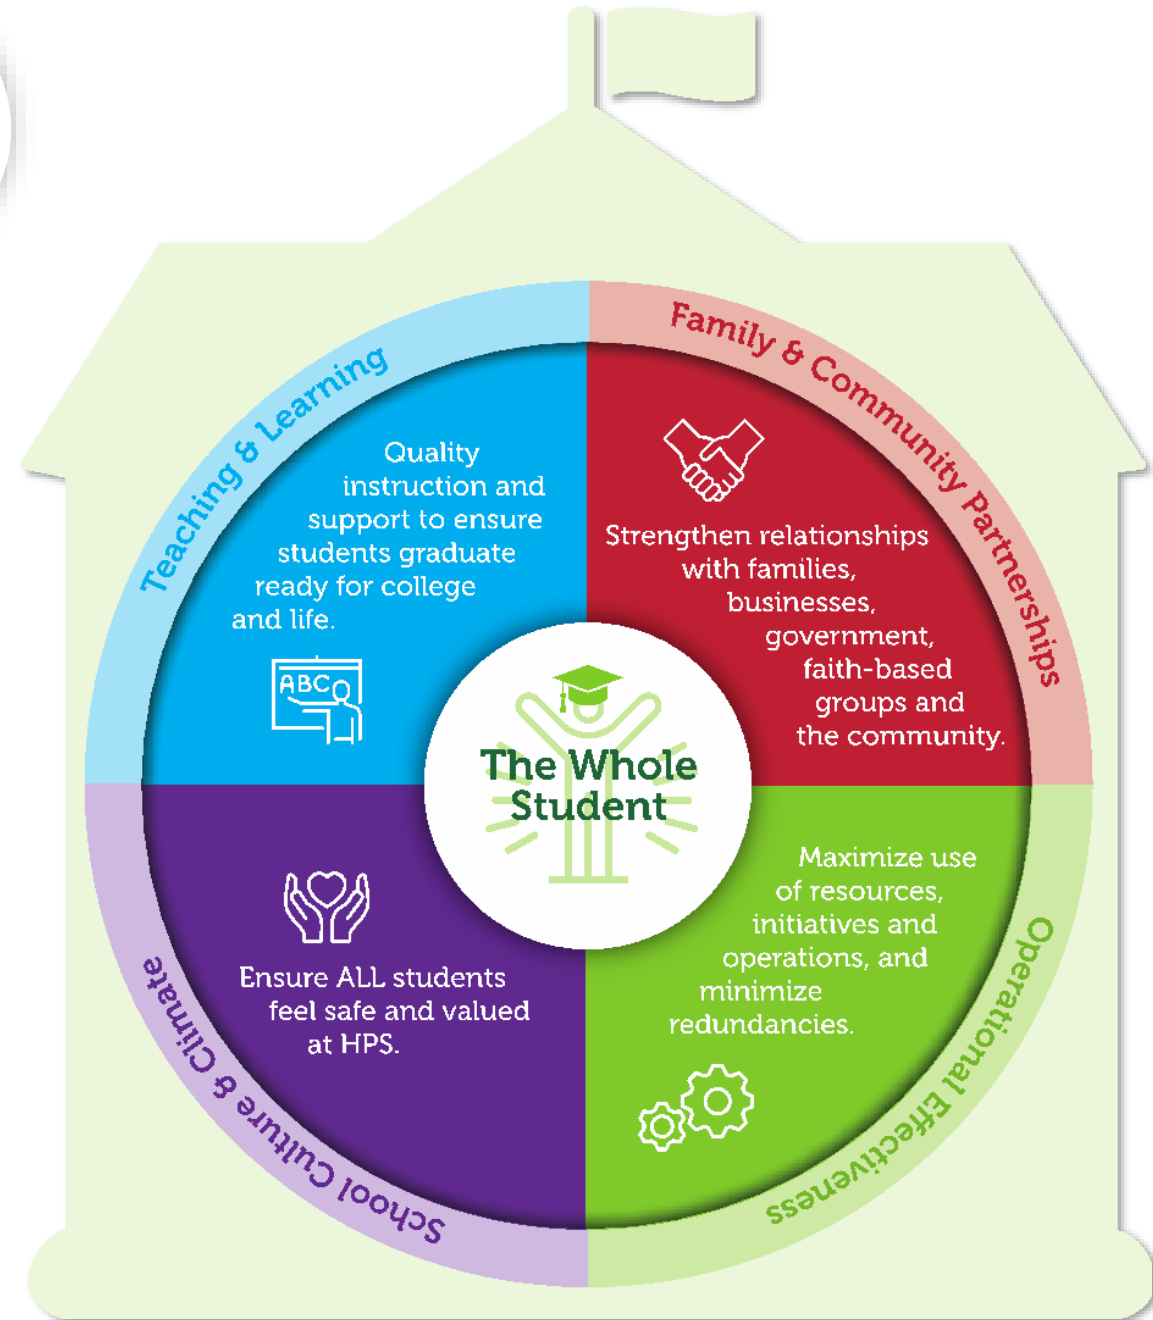 Teaching & Learning
Quality
instruction and
support to ensure
students graduate
ready for college
and life.
ABC
Family & Community Partnerships
Strengthen relationships
with families,
businesses,
government,
faith-based
groups and
the community.
The Whole
Student
School Culture & Climate
Ensure ALL students
feel safe and valued
at HPS.
Operational Effectiveness
Maximize use
of resources,
initiatives and
operations, and
minimize
redundancies.